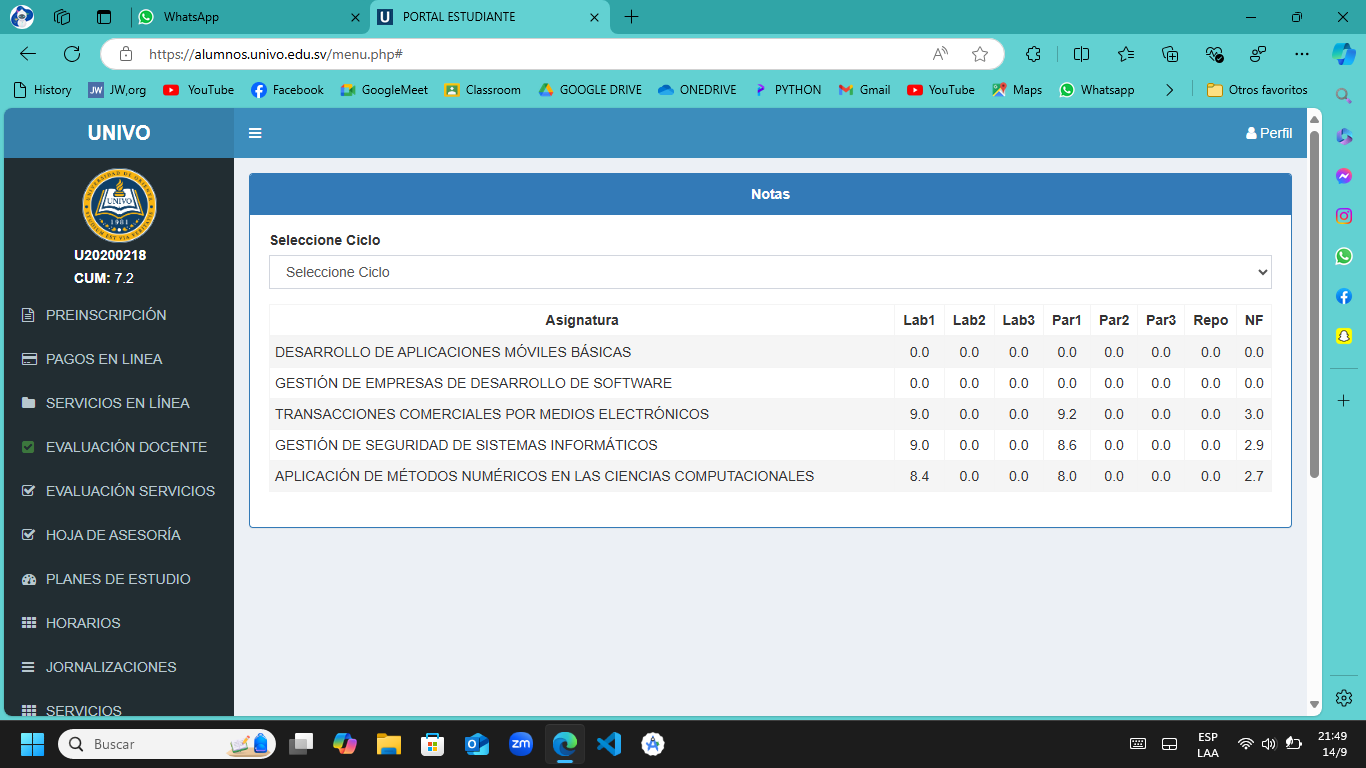 WhatsApp
PORTAL ESTUDIANTE
https://alumnos.univo.edu.sv/menu.php#
History JW,org YouTube Facebook GoogleMeet Classroom GOOGLE DRIVE ONEDRIVE PYTHON Gmail YouTube Maps Whatsapp Otros favoritos
UNIVO
Perfil
UNIVO
1981
U20200218
CUM: 7.2
PREINSCRIPCIÓN
PAGOS EN LINEA
SERVICIOS EN LÍNEA
EVALUACIÓN DOCENTE
EVALUACIÓN SERVICIOS
HOJA DE ASESORÍA
PLANES DE ESTUDIO
HORARIOS
JORNALIZACIONES
SERVICIOS
Notas
Seleccione Ciclo
Seleccione Ciclo
Asignatura Lab1 Lab2 Lab3 Par1 Par2 Par3 Repo NF
DESARROLLO DE APLICACIONES MÓVILES BÁSICAS 0.0 0.0 0.0 0.0 0.0 0.0 0.0 0.0
GESTIÓN DE EMPRESAS DE DESARROLLO DE SOFTWARE 0.0 0.0 0.0 0.0 0.0 0.0 0.0 0.0
TRANSACCIONES COMERCIALES POR MEDIOS ELECTRÓNICOS 9.0 0.0 0.0 9.2 0.0 0.0 0.0 3.0
GESTIÓN DE SEGURIDAD DE SISTEMAS INFORMÁTICOS 9.0 0.0 0.0 8.6 0.0 0.0 0.0 2.9
APLICACIÓN DE MÉTODOS NUMÉRICOS EN LAS CIENCIAS COMPUTACIONALES 8.4 0.0 0.0 8.0 0.0 0.0 0.0 2.7
Buscar
zm
ESP
LAA
21:49
14/9